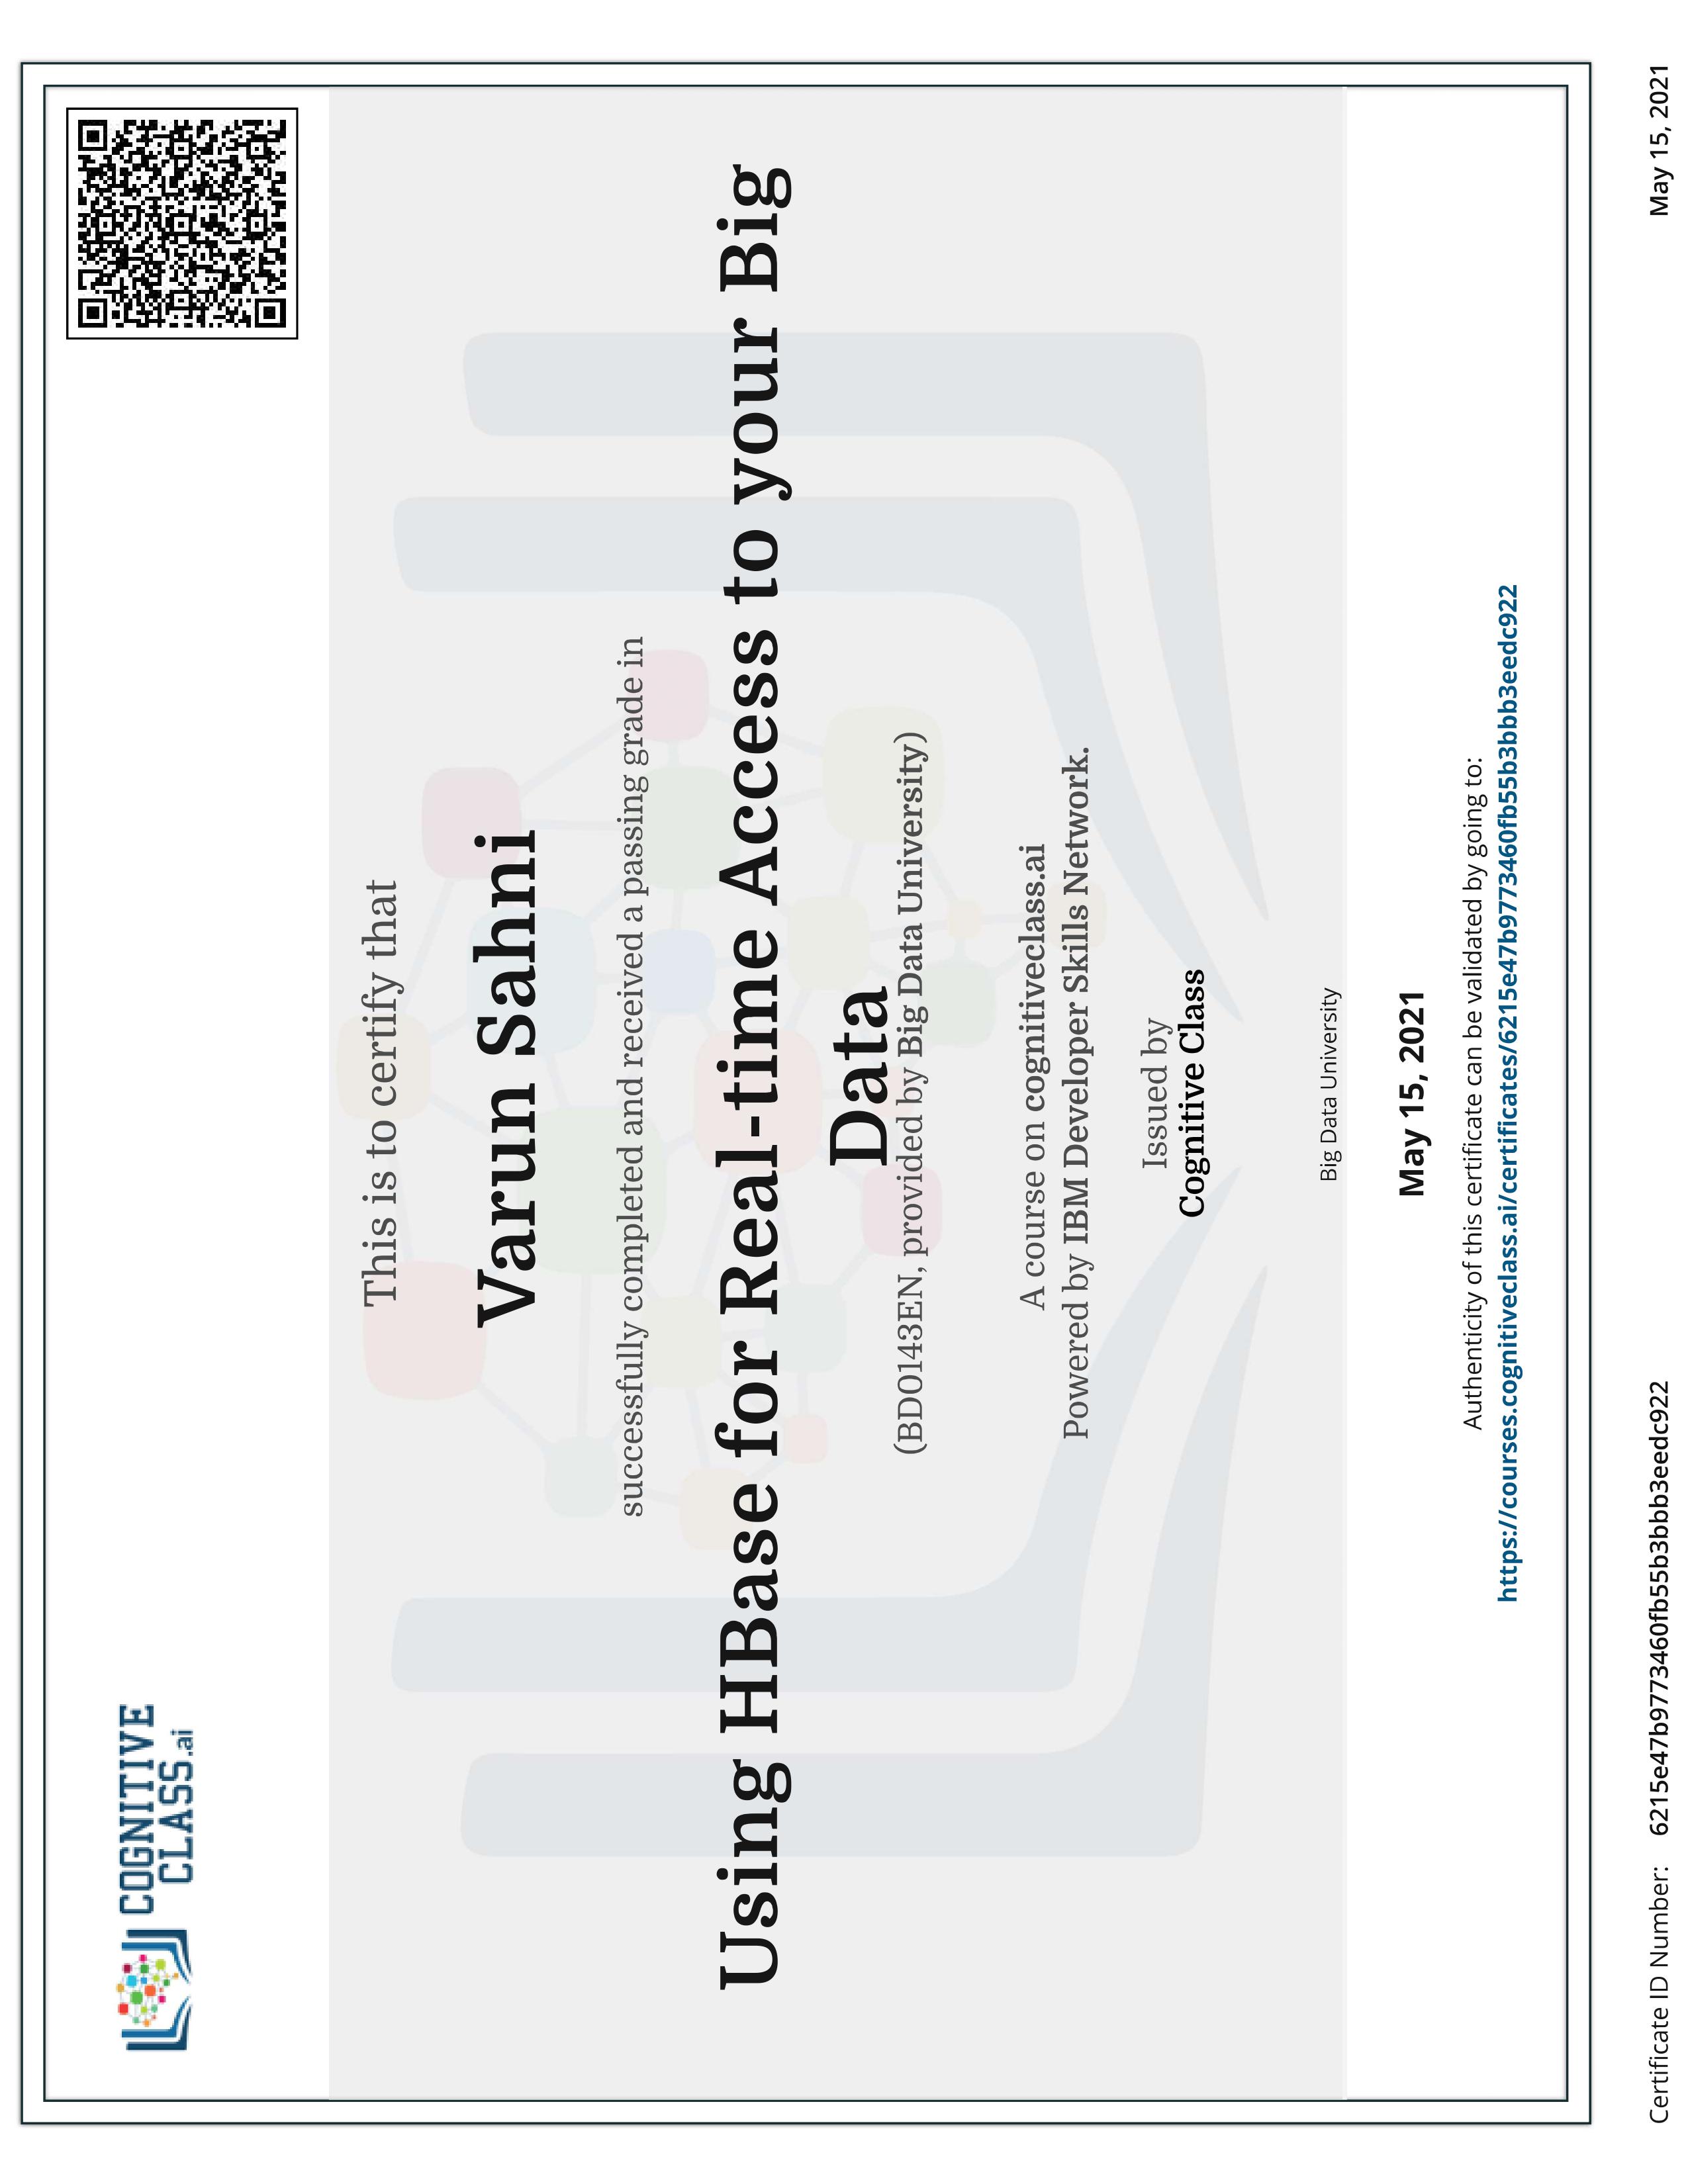 COGNITIVE
CLASS.ai
This is to certify that
Varun Sahni
successfully completed and received a passing grade in
Using HBase for Real-time Access to your Big
Data
(BD0143EN, provided by Big Data University)
A course on cognitiveclass.ai
Powered by IBM Developer Skills Network.
Issued by
Cognitive Class
Big Data University
May 15, 2021
Authenticity of this certificate can be validated by going to:
https://courses.cognitiveclass.ai/certificates/6215e47b9773460fb55b3bbb3eedc922
Certificate ID Number: 6215e47b9773460fb55b3bbb3eedc922
May 15, 2021